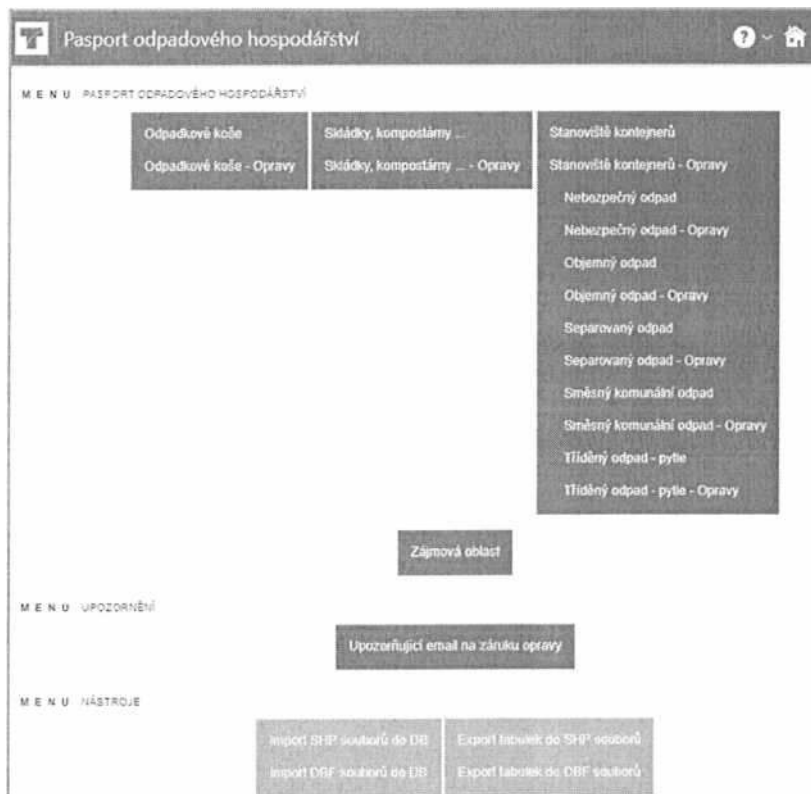 Pasport odpadového hospodářství
MENU PASPORT ODPADOVÉHO HOSPODÁŘSTVÍ
Odpadkové koše
Odpadkové koše - Opravy
Skládky, kompostárny ...
Skládky, kompostárny ... - Opravy
Stanoviště kontejnerů
Stanoviště kontejnerů - Opravy
Nebezpečný odpad
Nebezpečný odpad - Opravy
Objemný odpad
Objemný odpad - Opravy
Separovaný odpad
Separovaný odpad - Opravy
Směsný komunální odpad
Směsný komunální odpad - Opravy
Tříděný odpad - pytle
Tříděný odpad - pytle - Opravy
Zájmová oblast
MENU UPOZORNĚNÍ
Upozorňující email na záruku opravy
MENU NÁSTROJE
Import SHP souborů do DB
Import DBF souborů do DB
Export tabulek do SHP souborů
Export tabulek do DBF souborů